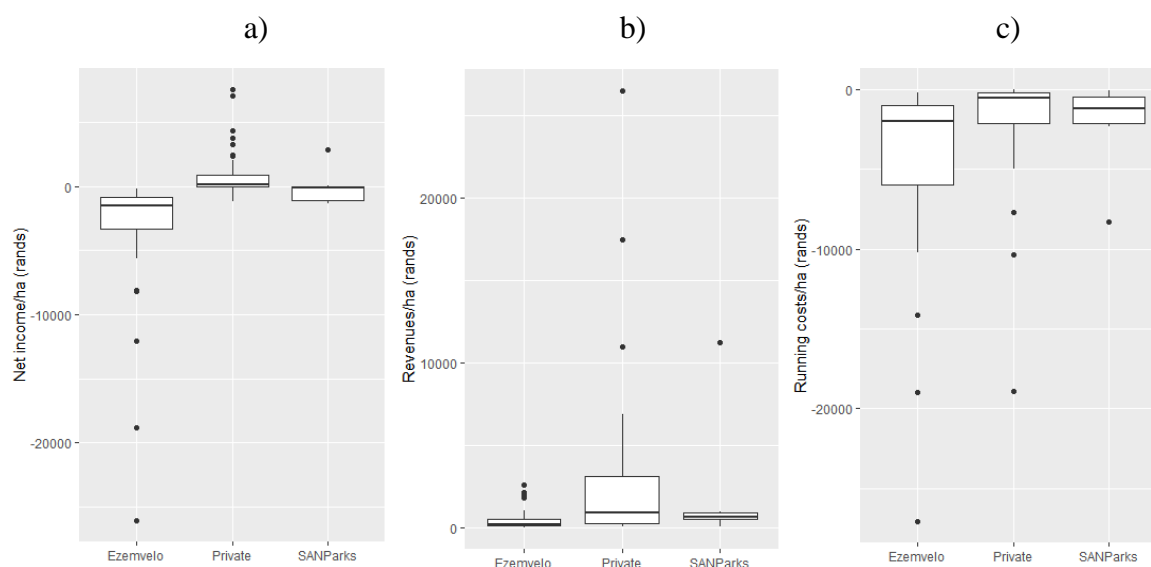 a)
b)
c)
Net income/ha (rands)
0
-10000
-20000
Ezemvelo Private SANParks
Revenues/ha (rands)
20000
10000
0
Ezemvelo Private SANParks
Running costs/ha (rands)
0
-10000
-20000
Ezemvelo Private SANParks